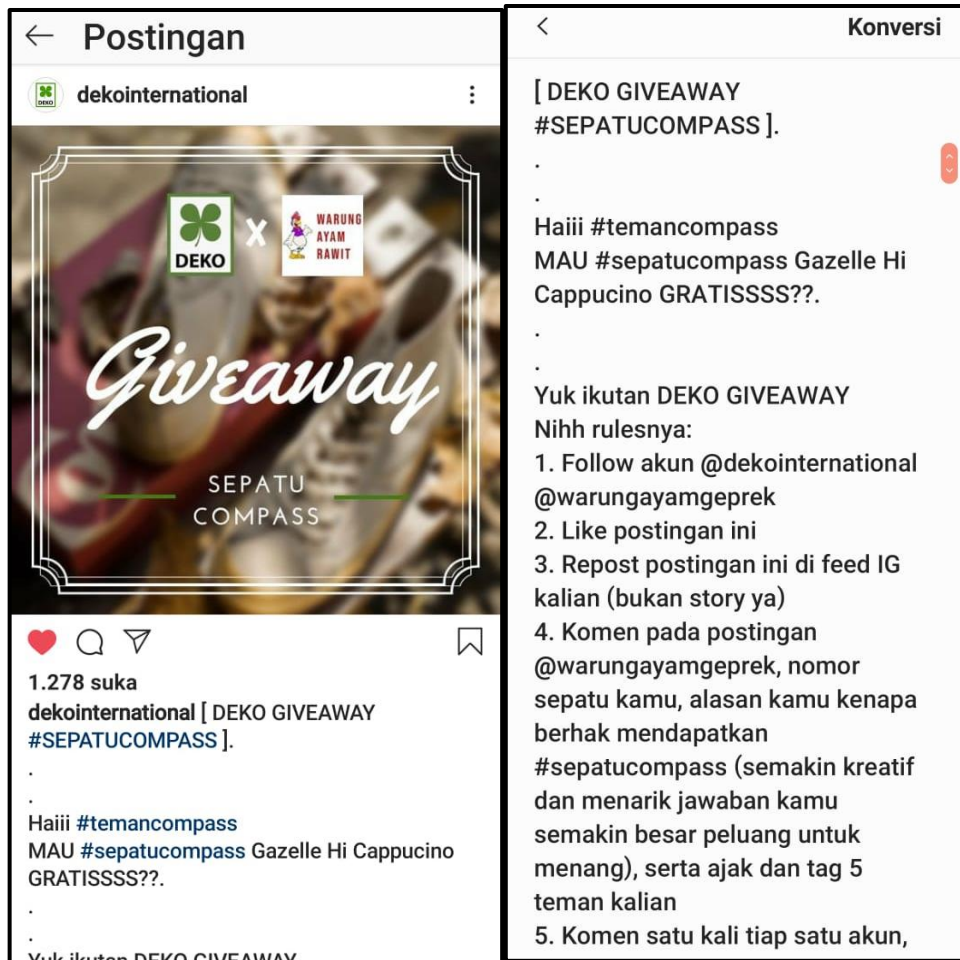 Postingan
dekointernational
DEKO
X
WARUNG
AYAM
RAWIT
Giveaway
SEPATU
COMPASS
1.278 suka
dekointernational [ DEKO GIVEAWAY
#SEPATUCOMPASS ].
.
.
Haiii #temancompass
MAU #sepatucompass Gazelle Hi Cappucino
GRATISSSS??.
.
.
Yuk ikutan DEKO GIVEAWAY
Konversi
[ DEKO GIVEAWAY
#SEPATUCOMPASS ].
.
.
Haiii #temancompass
MAU #sepatucompass Gazelle Hi
Cappucino GRATISSSS??.
.
.
Yuk ikutan DEKO GIVEAWAY
Nihh rulesnya:
1. Follow akun @dekointernational
@warungayamgeprek
2. Like postingan ini
3. Repost postingan ini di feed IG
kalian (bukan story ya)
4. Komen pada postingan
@warungayamgeprek, nomor
sepatu kamu, alasan kamu kenapa
berhak mendapatkan
#sepatucompass (semakin kreatif
dan menarik jawaban kamu
semakin besar peluang untuk
menang), serta ajak dan tag 5
teman kalian
5. Komen satu kali tiap satu akun,